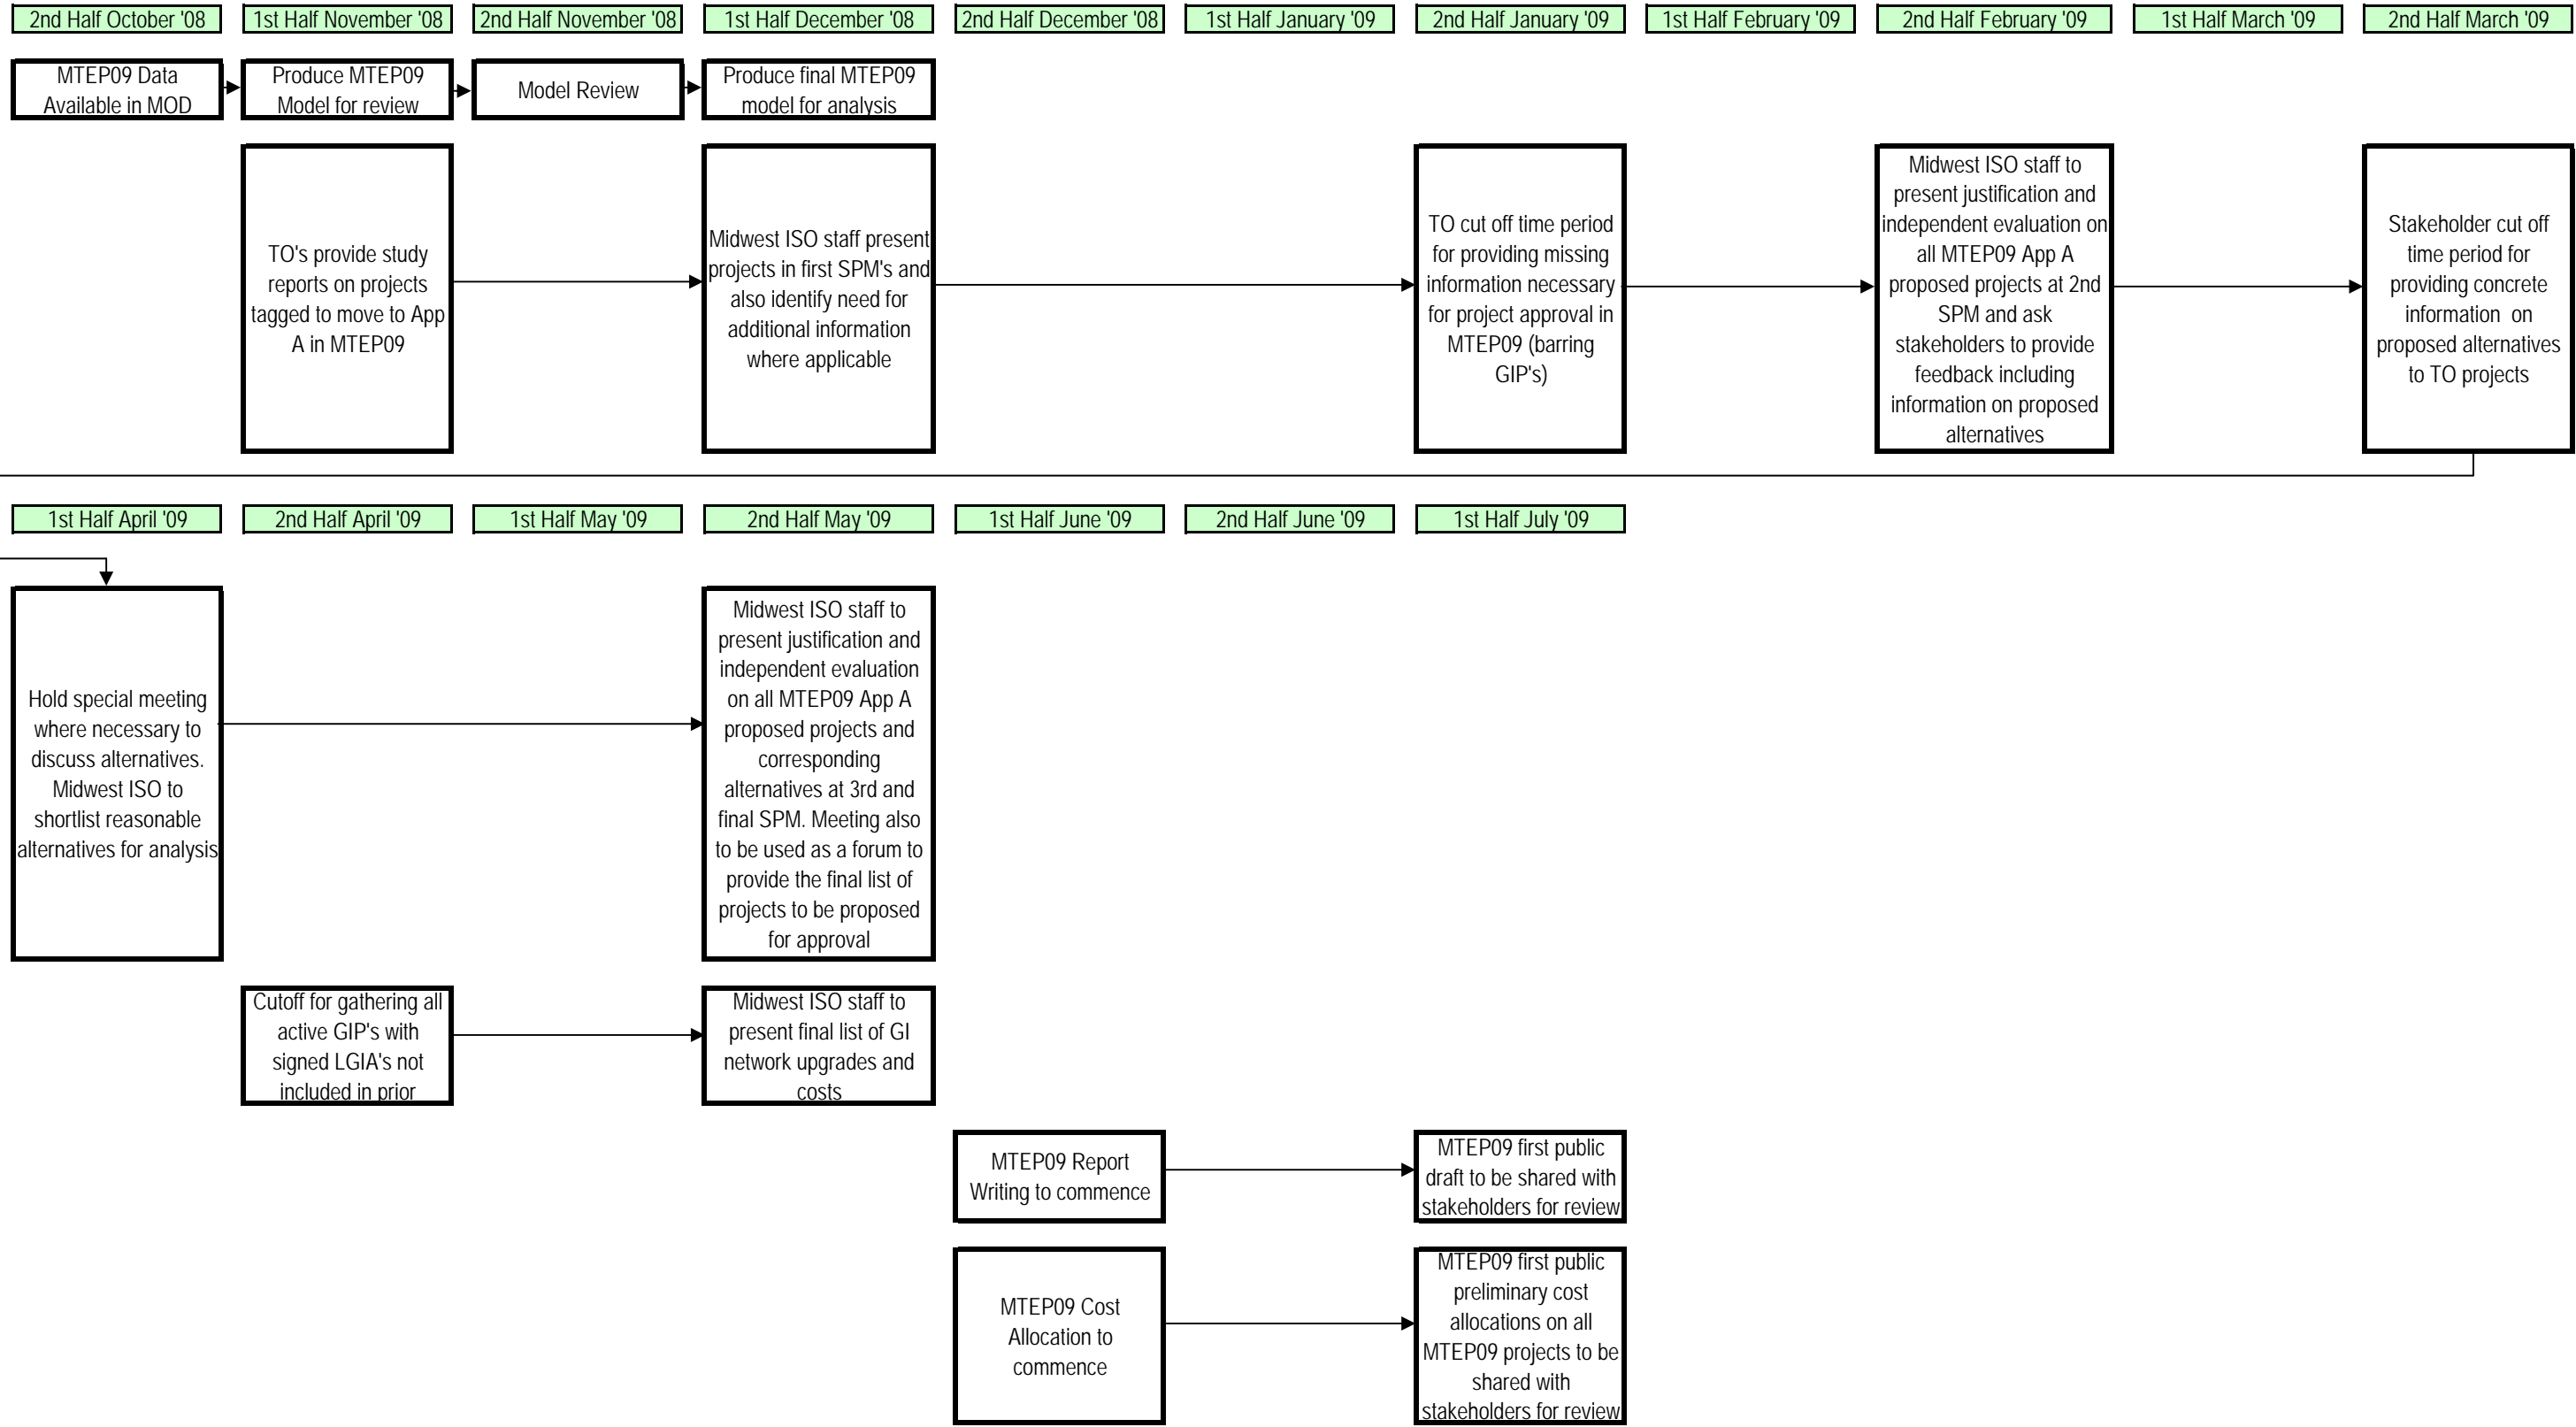 2nd Half October '08
1st Half November '08
2nd Half November '08
1st Half December '08
2nd Half December '08
1st Half January '09
2nd Half January '09
1st Half February '09
2nd Half February '09
1st Half March '09
2nd Half March '09
MTEP09 Data
Available in MOD
Produce MTEP09
Model for review
Model Review
Produce final MTEP09
model for analysis
TO's provide study
reports on projects
tagged to move to App
A in MTEP09
Midwest ISO staff present
projects in first SPM's and
also identify need for
additional information
where applicable
TO cut off time period
for providing missing
information necessary
for project approval in
MTEP09 (barring
GIP's)
Midwest ISO staff to
present justification and
independent evaluation on
all MTEP09 App A
proposed projects at 2nd
SPM and ask
stakeholders to provide
feedback including
information on proposed
alternatives
Stakeholder cut off
time period for
providing concrete
information on
proposed alternatives
to TO projects
1st Half April '09
2nd Half April '09
1st Half May '09
2nd Half May '09
1st Half June '09
2nd Half June '09
1st Half July '09
Hold special meeting
where necessary to
discuss alternatives.
Midwest ISO to
shortlist reasonable
alternatives for analysis
Midwest ISO staff to
present justification and
independent evaluation
on all MTEP09 App A
proposed projects and
corresponding
alternatives at 3rd and
final SPM. Meeting also
to be used as a forum to
provide the final list of
projects to be proposed
for approval
Cutoff for gathering all
active GIP's with
signed LGIA's not
included in prior
Midwest ISO staff to
present final list of GI
network upgrades and
costs
MTEP09 Report
Writing to commence
MTEP09 first public
draft to be shared with
stakeholders for review
MTEP09 Cost
Allocation to
commence
MTEP09 first public
preliminary cost
allocations on all
MTEP09 projects to be
shared with
stakeholders for review